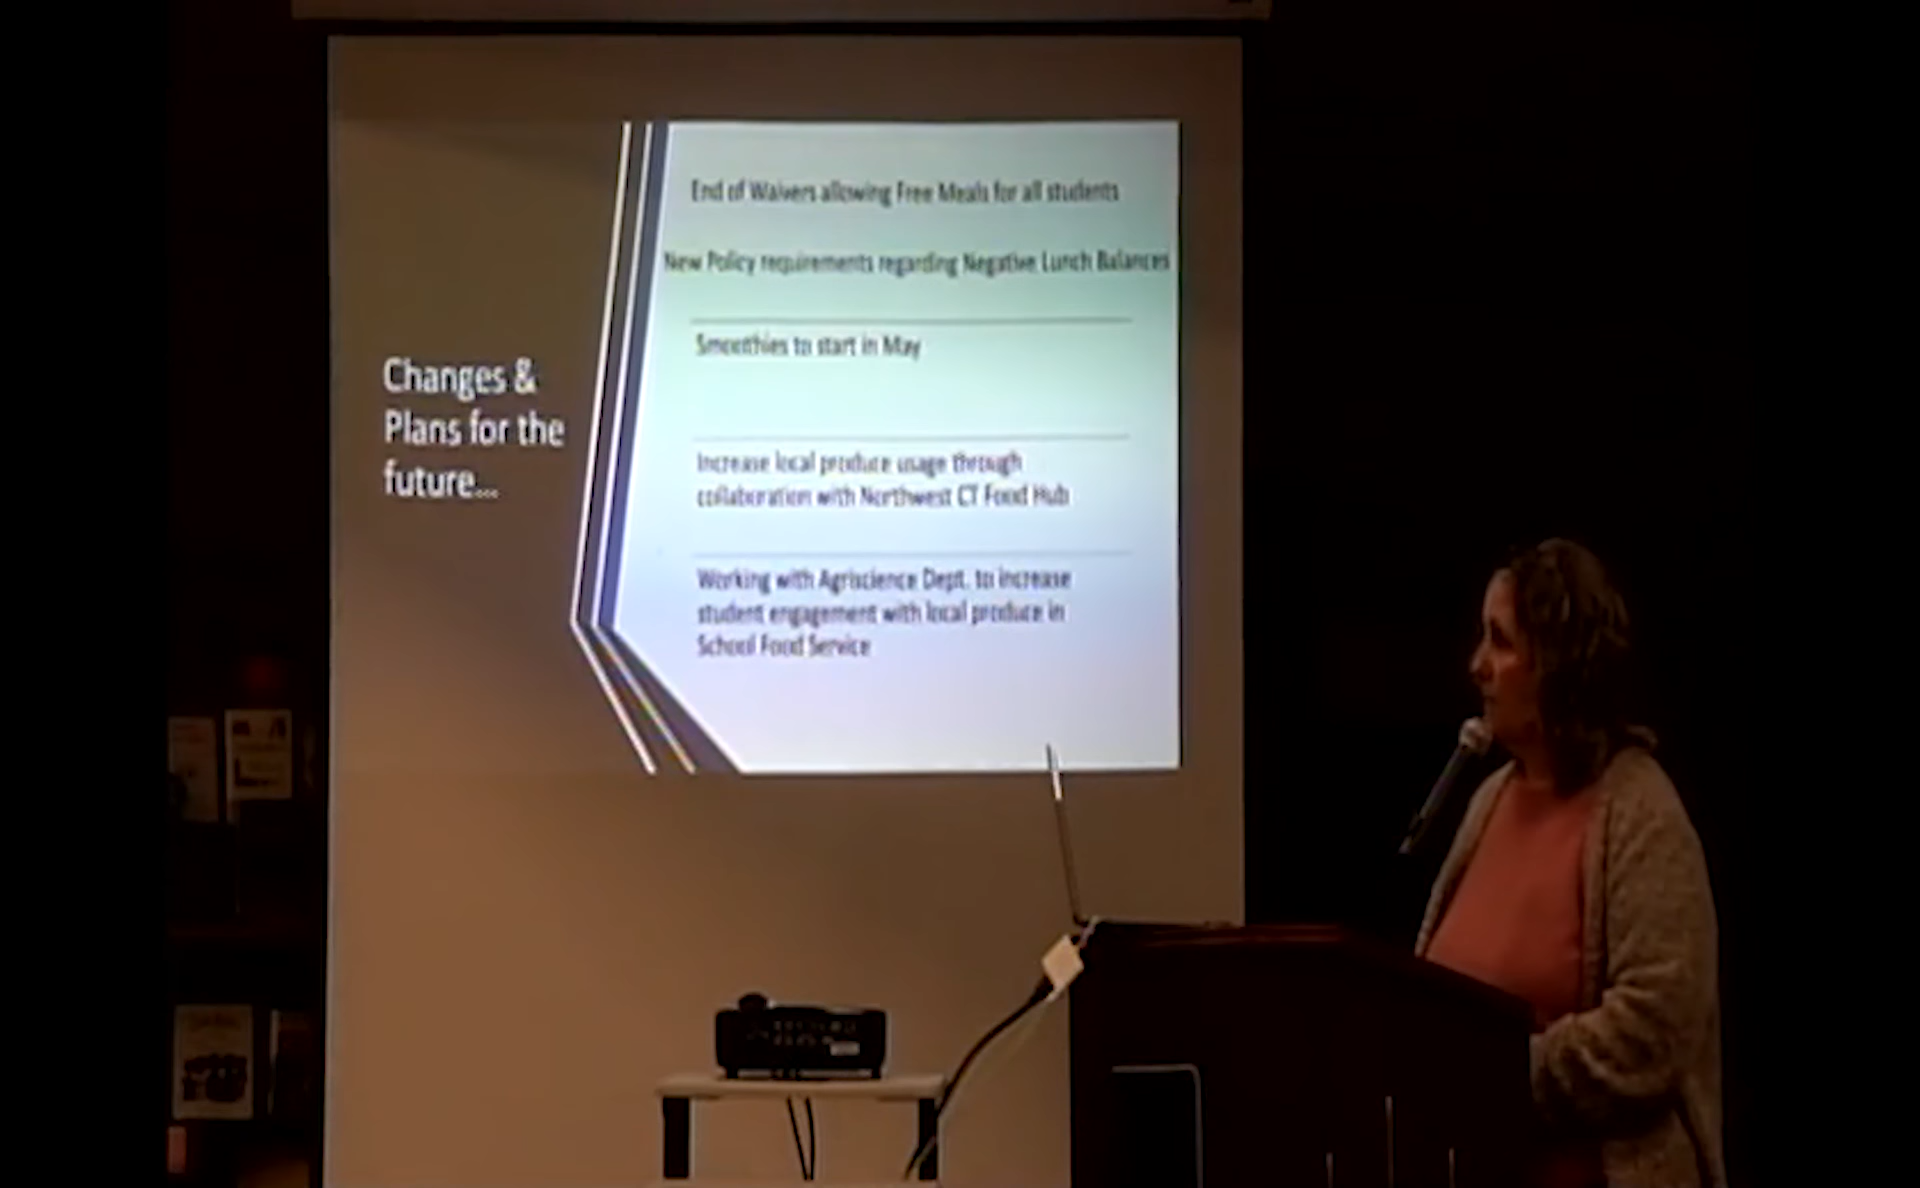 Changes &
Plans for the
future...
End of Waivers allowing Free Meals for all students
New Policy requirements regarding Negative Lunch Balances
Smoothies to start in May
Increase local produce usage through
collaboration with Northwest CT Food Hub
Working with Agriscience Dept. to increase
student engagement with local produce in
School Food Service